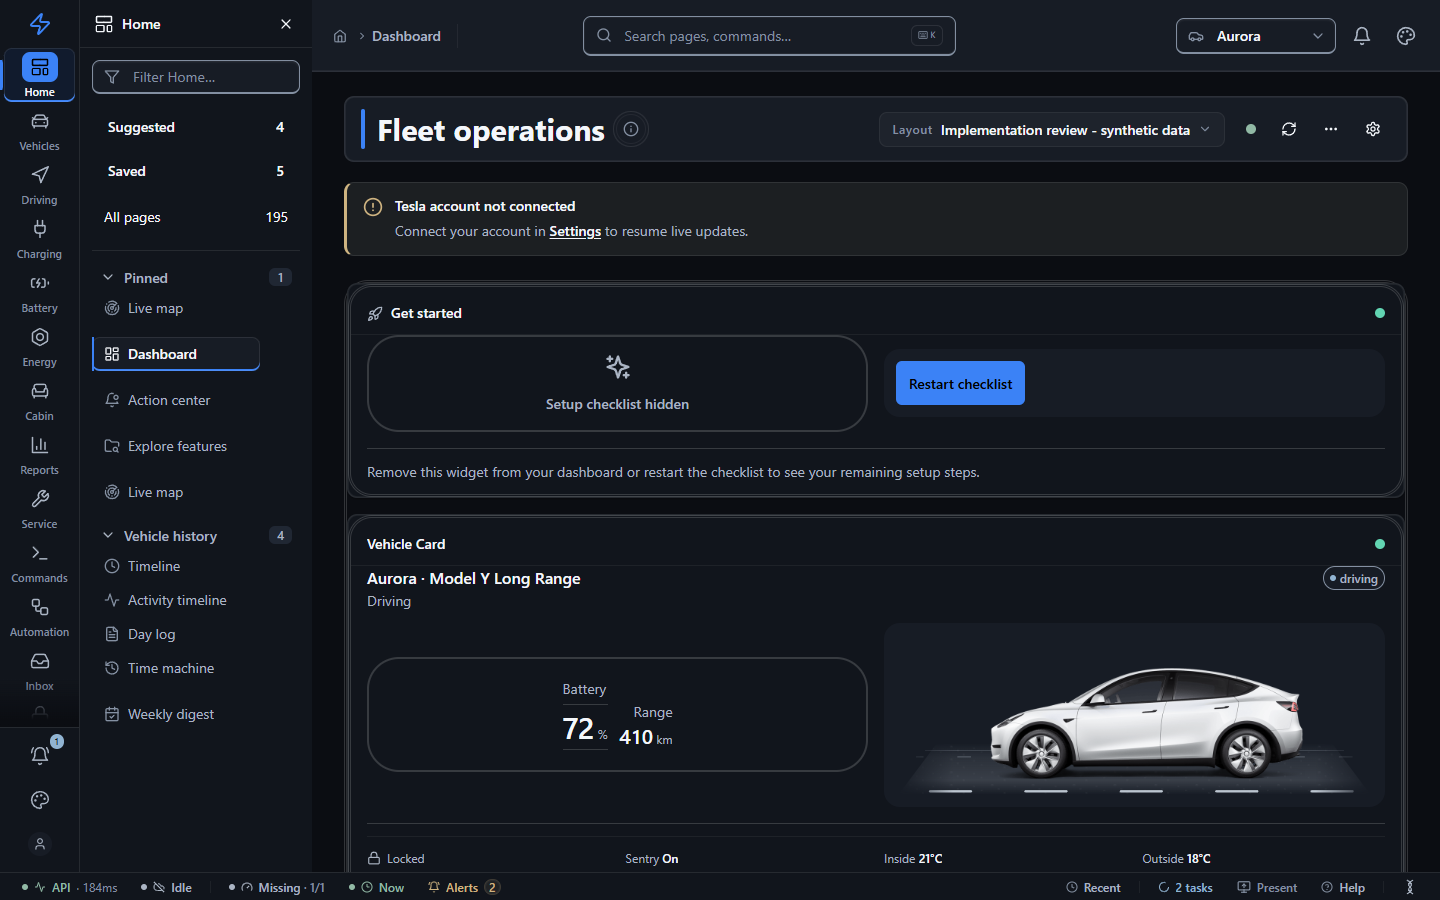 Home
Vehicles
Driving
Charging
Battery
Energy
Cabin
Reports
Service
Commands
Automation
Inbox
1
Home
Filter Home...
Suggested 4
Saved 5
All pages 195
Pinned 1
Live map
Dashboard
Action center
Explore features
Live map
Vehicle history 4
Timeline
Activity timeline
Day log
Time machine
Weekly digest
Dashboard
Search pages, commands...
K
Aurora
Fleet operations
Layout Implementation review - synthetic data
Tesla account not connected
Connect your account in Settings to resume live updates.
Get started
Setup checklist hidden
Restart checklist
Remove this widget from your dashboard or restart the checklist to see your remaining setup steps.
Vehicle Card
Aurora · Model Y Long Range
driving
Driving
Battery
72 %
Range
410 km
Locked
Sentry On
Inside 21°C
Outside 18°C
API · 184ms
Idle
Missing · 1/1
Now
Alerts 2
Recent
2 tasks
Present
Help